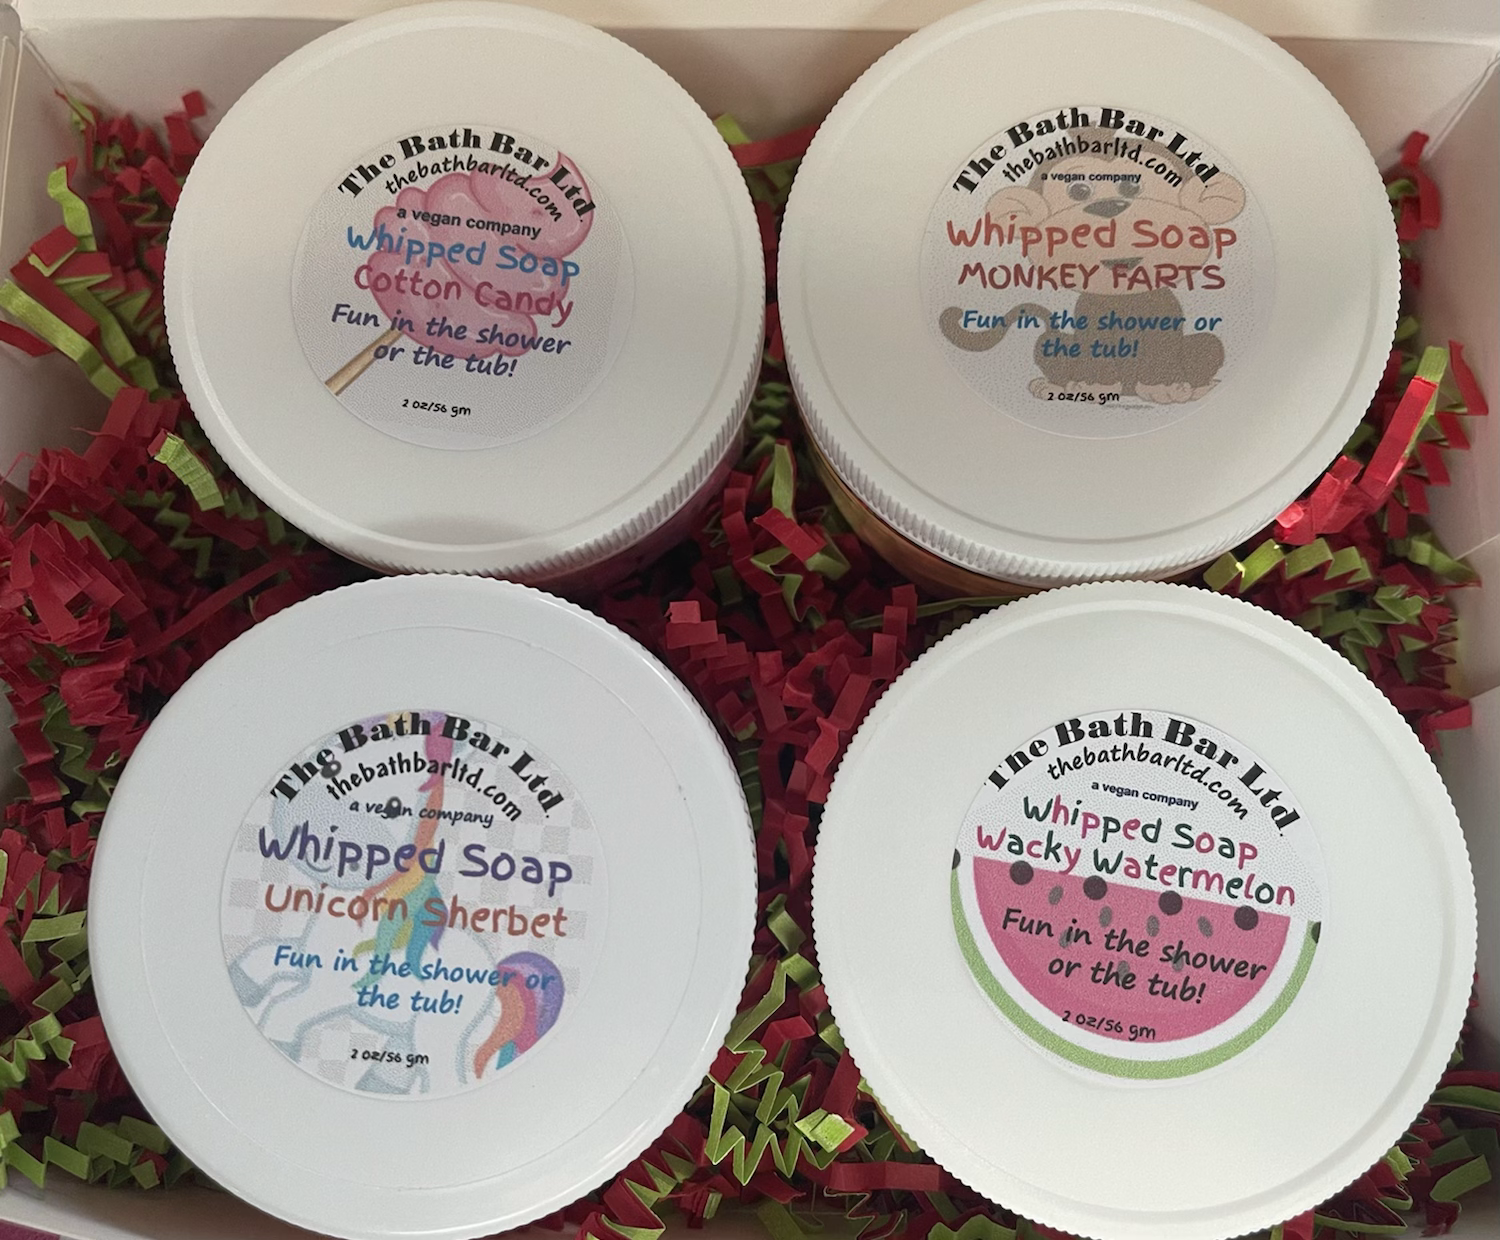 The Bath Bar Ltd.
thebathbarltd.com
a vegan company
Whipped Soap
Cotton Candy
Fun in the shower
or the tub!
2 oz/56 gm
The Bath Bar Ltd.
thebathbarltd.com
a vegan company
Whipped Soap
MONKEY FARTS
Fun in the shower or
the tub!
2 oz/56 gm
The Bath Bar Ltd.
thebathbarltd.com
a vegan company
Whipped Soap
Unicorn Sherbet
Fun in the shower or
the tub!
2 oz/56 gm
The Bath Bar Ltd.
thebathbarltd.com
a vegan company
Whipped Soap
Wacky Watermelon
Fun in the shower
or the tub!
2 oz/56 gm